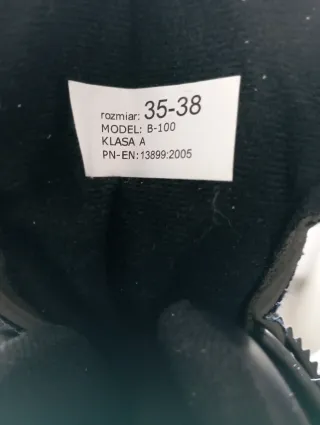 rozmiar: 35-38
MODEL: B-100
KLASA A
PN-EN:13899:2005